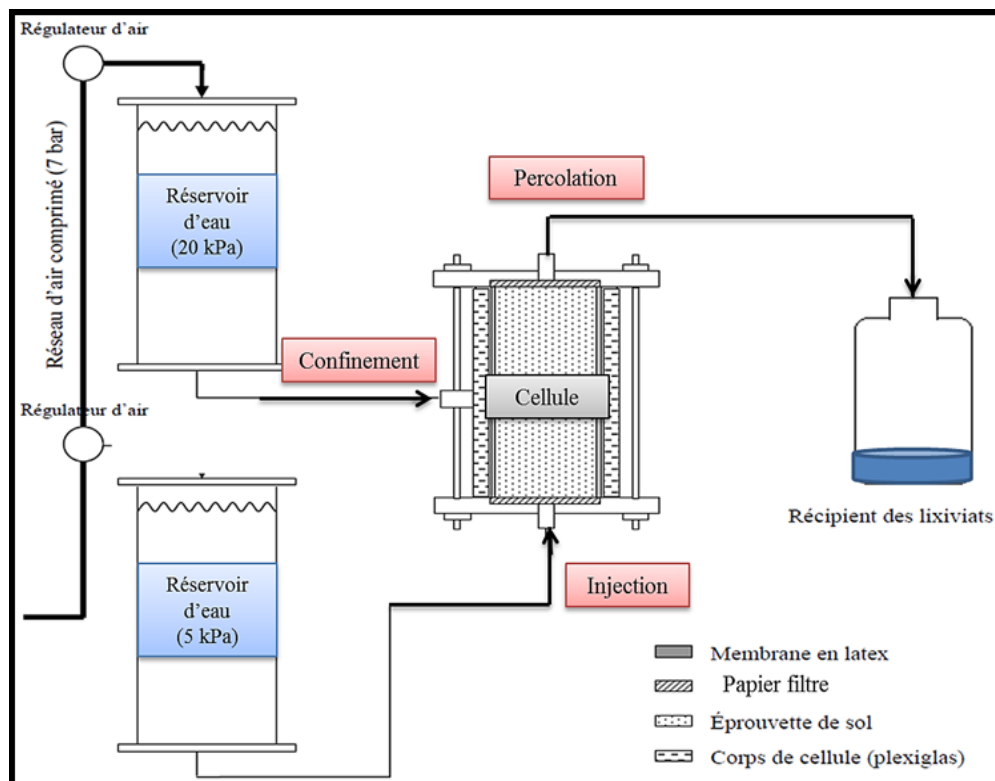 Régulateur d'air
Réseau d'air comprimé (7 bar)
Réservoir
d'eau
(20 kPa)
Percolation
Confinement
Cellule
Régulateur d'air
Réservoir
d'eau
(5 kPa)
Injection
Récipient des lixiviats
Membrane en latex
Papier filtre
Éprouvette de sol
Corps de cellule (plexiglas)